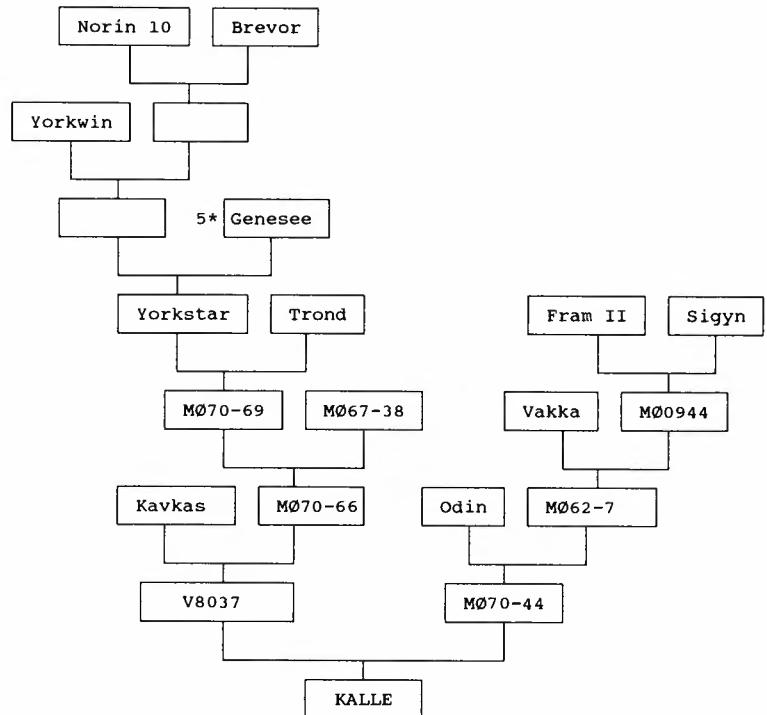 Norin 10 Brevor
Yorkwin
5* Genesee
Yorkstar Trond Fram II Sigyn
MØ70-69 MØ67-38 Vakka MØ0944
Kavkas MØ70-66 Odin MØ62-7
V8037 MØ70-44
KALLE